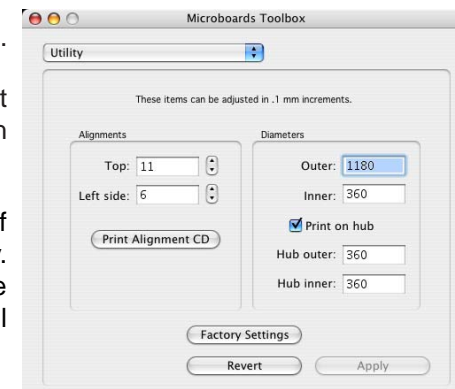 Microboards Toolbox
.
Utility
These items can be adjusted in .1 mm increments.
t
n
Alignments
Diameters
Top: 11
Outer: 1180
Left side: 6
Inner: 360
Print on hub
f
Print Alignment CD
y.
Hub outer: 360
e
Hub inner: 360
l
Factory Settings
Revert
Apply